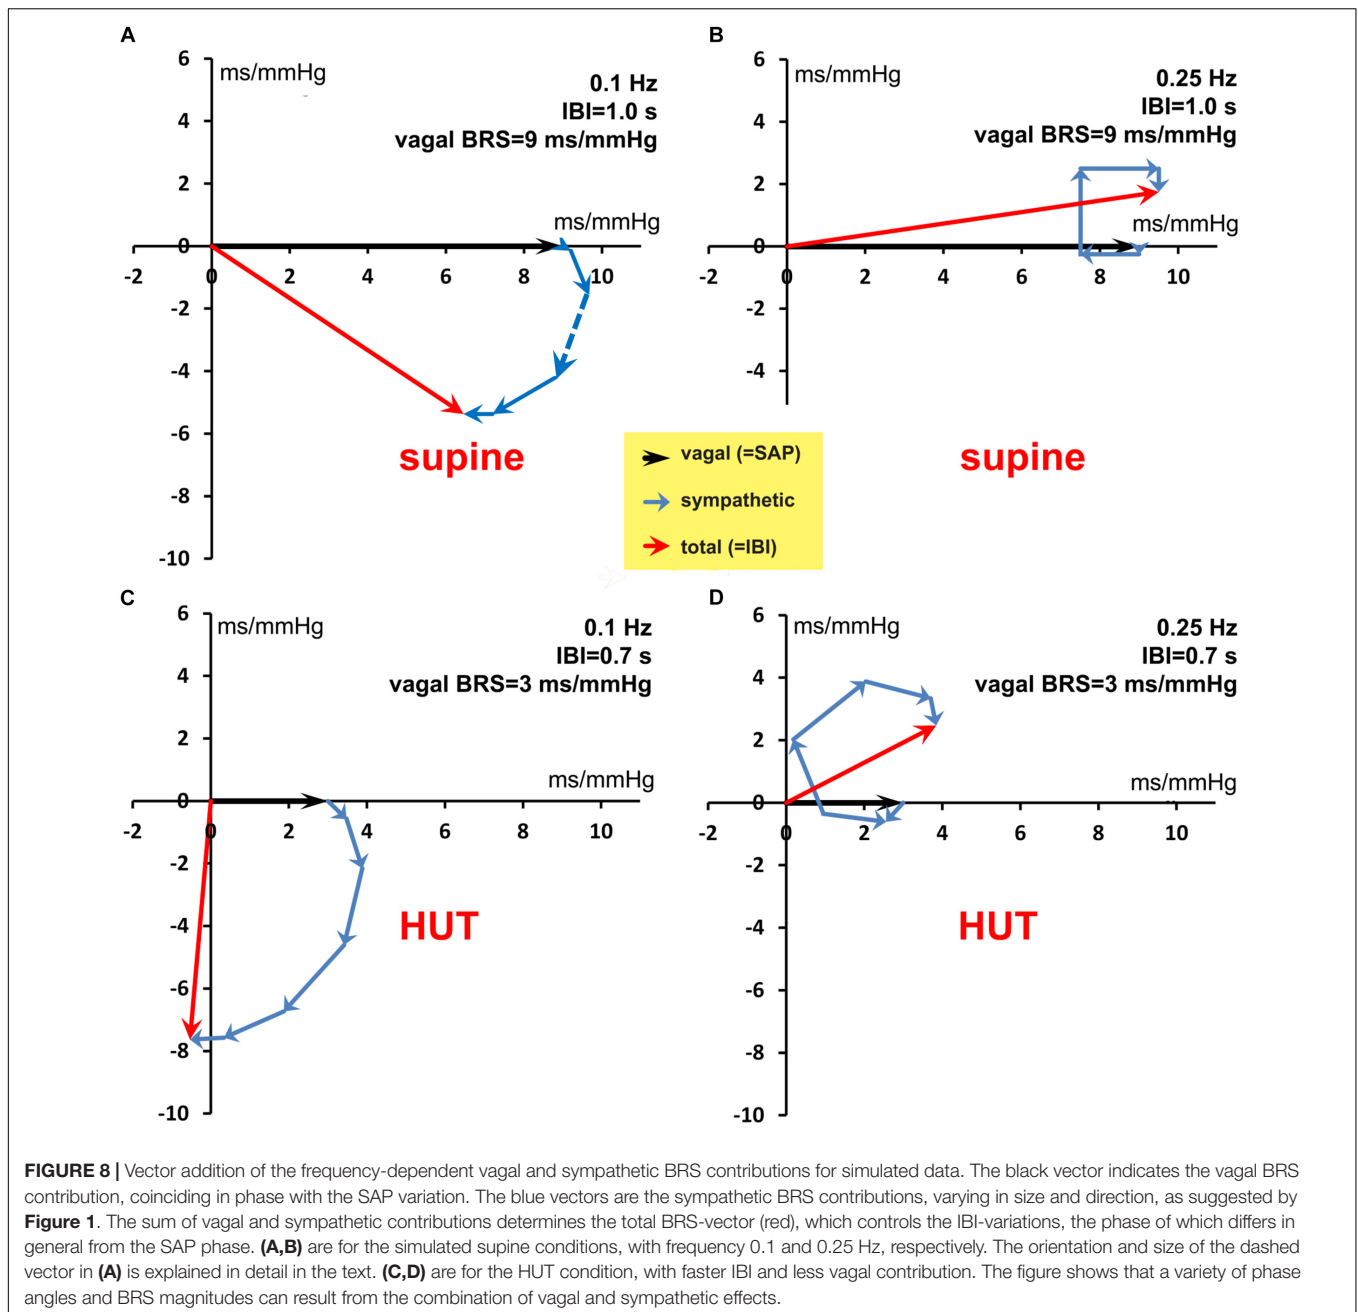 A
6
ms/mmHg
0.1 Hz
IBI=1.0 s
vagal BRS=9 ms/mmHg
4
2
ms/mmHg
0
-2
0
2
4
6
8
10
-2
-4
-6
-8
-10
supine
B
6
ms/mmHg
0.25 Hz
IBI=1.0 s
vagal BRS=9 ms/mmHg
4
2
ms/mmHg
0
-2
0
2
4
6
8
10
-2
-4
supine
vagal (=SAP)
sympathetic
total (=IBI)
C
6
ms/mmHg
0.1 Hz
IBI=0.7 s
vagal BRS=3 ms/mmHg
4
2
ms/mmHg
0
-2
0
2
4
6
8
10
-2
-4
-6
-8
-10
HUT
D
6
ms/mmHg
0.25 Hz
IBI=0.7 s
vagal BRS=3 ms/mmHg
4
2
ms/mmHg
0
-2
0
2
4
6
8
10
-2
-4
-6
-8
-10
HUT
FIGURE 8 | Vector addition of the frequency-dependent vagal and sympathetic BRS contributions for simulated data. The black vector indicates the vagal BRS
contribution, coinciding in phase with the SAP variation. The blue vectors are the sympathetic BRS contributions, varying in size and direction, as suggested by
Figure 1. The sum of vagal and sympathetic contributions determines the total BRS-vector (red), which controls the IBI-variations, the phase of which differs in
general from the SAP phase. (A,B) are for the simulated supine conditions, with frequency 0.1 and 0.25 Hz, respectively. The orientation and size of the dashed
vector in (A) is explained in detail in the text. (C,D) are for the HUT condition, with faster IBI and less vagal contribution. The figure shows that a variety of phase
angles and BRS magnitudes can result from the combination of vagal and sympathetic effects.